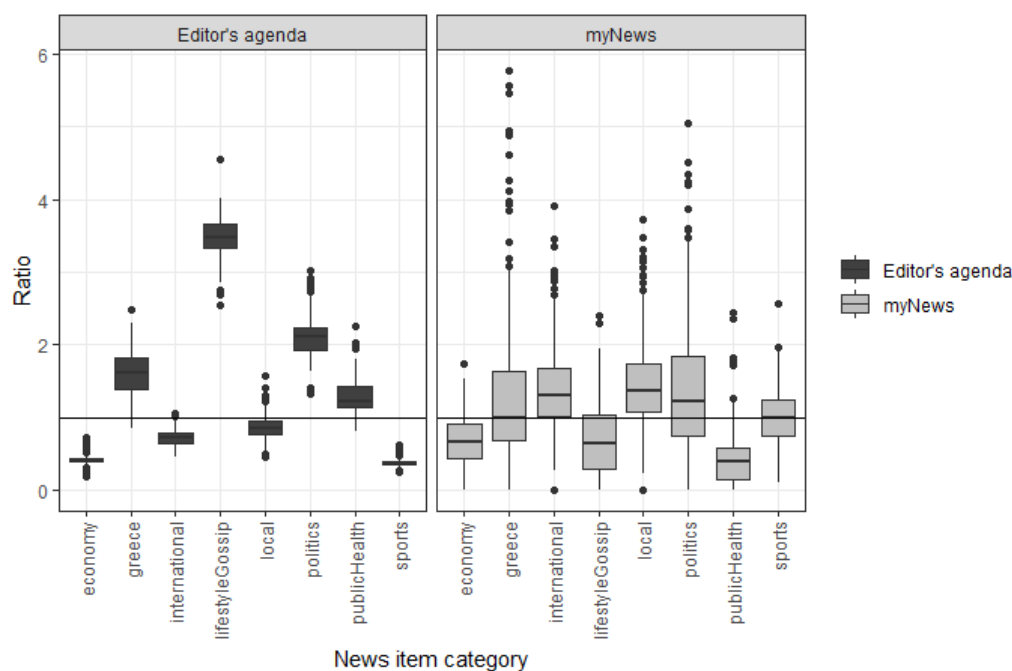 Editor's agenda
myNews
6
4
2
0
Ratio
economy
greece
international
lifestyleGossip
local
politics
publicHealth
sports
economy
greece
international
lifestyleGossip
local
politics
publicHealth
sports
News item category
Editor's agenda
myNews